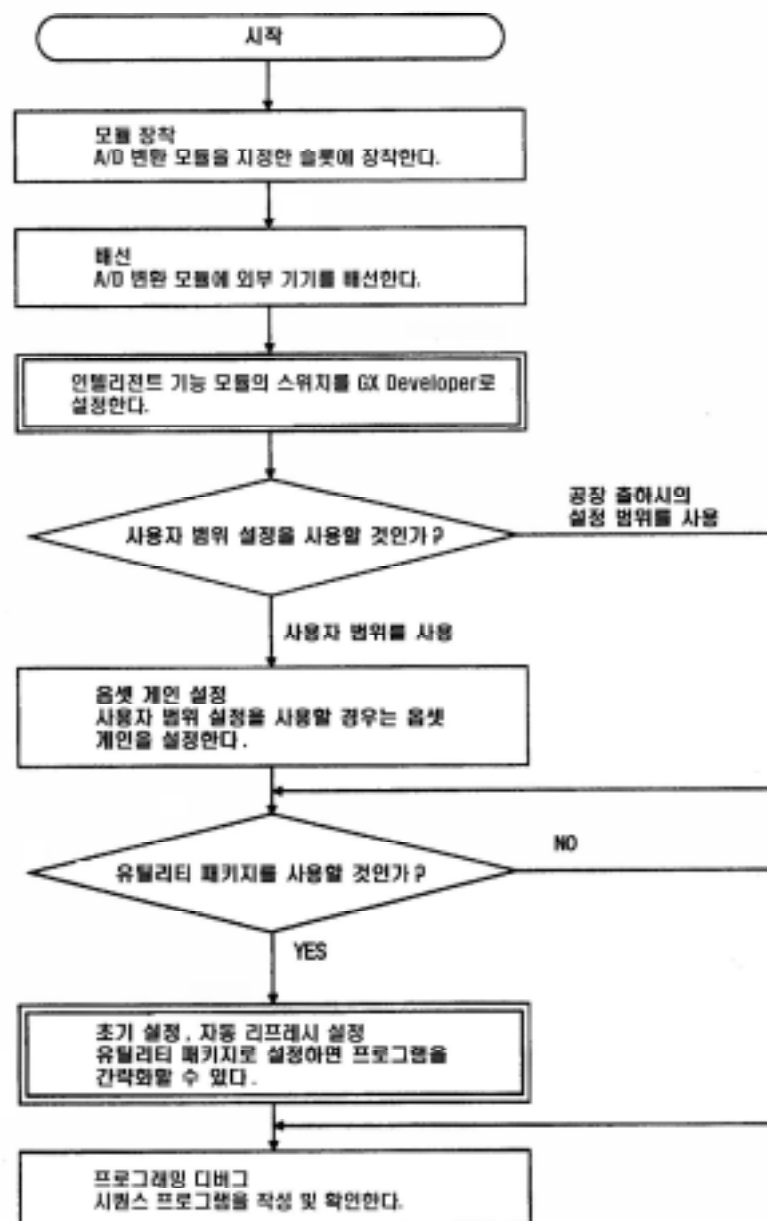 시작
모듈 장착
A/D 변환 모듈을 지정한 슬롯에 장착한다.
배선
A/D 변환 모듈에 외부 기기를 배선한다.
인텔리전트 기능 모듈의 스위치를 GX Developer로
설정한다.
공장 출하시의
설정 범위를 사용
사용자 범위 설정을 사용할 것인가?
사용자 범위를 사용
옵셋 게인 설정
사용자 범위 설정을 사용할 경우는 옵셋
게인을 설정한다.
NO
유틸리티 패키지를 사용할 것인가?
YES
초기 설정, 자동 리프레시 설정
유틸리티 패키지로 설정하면 프로그램을
간략화할 수 있다.
프로그래밍 디버그
시퀀스 프로그램을 작성 및 확인한다.